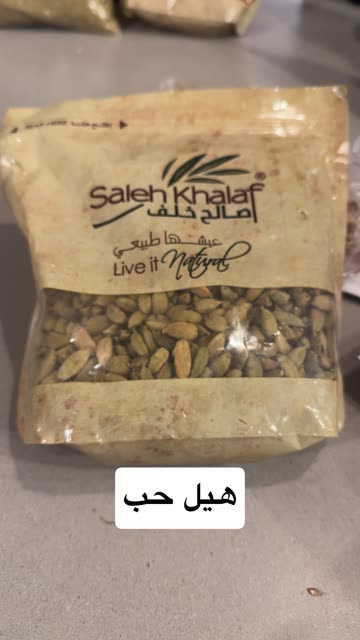 Saleh Khalaf®
صالح خلف
عيشها طبيعي
Live it Natural
هيل حب